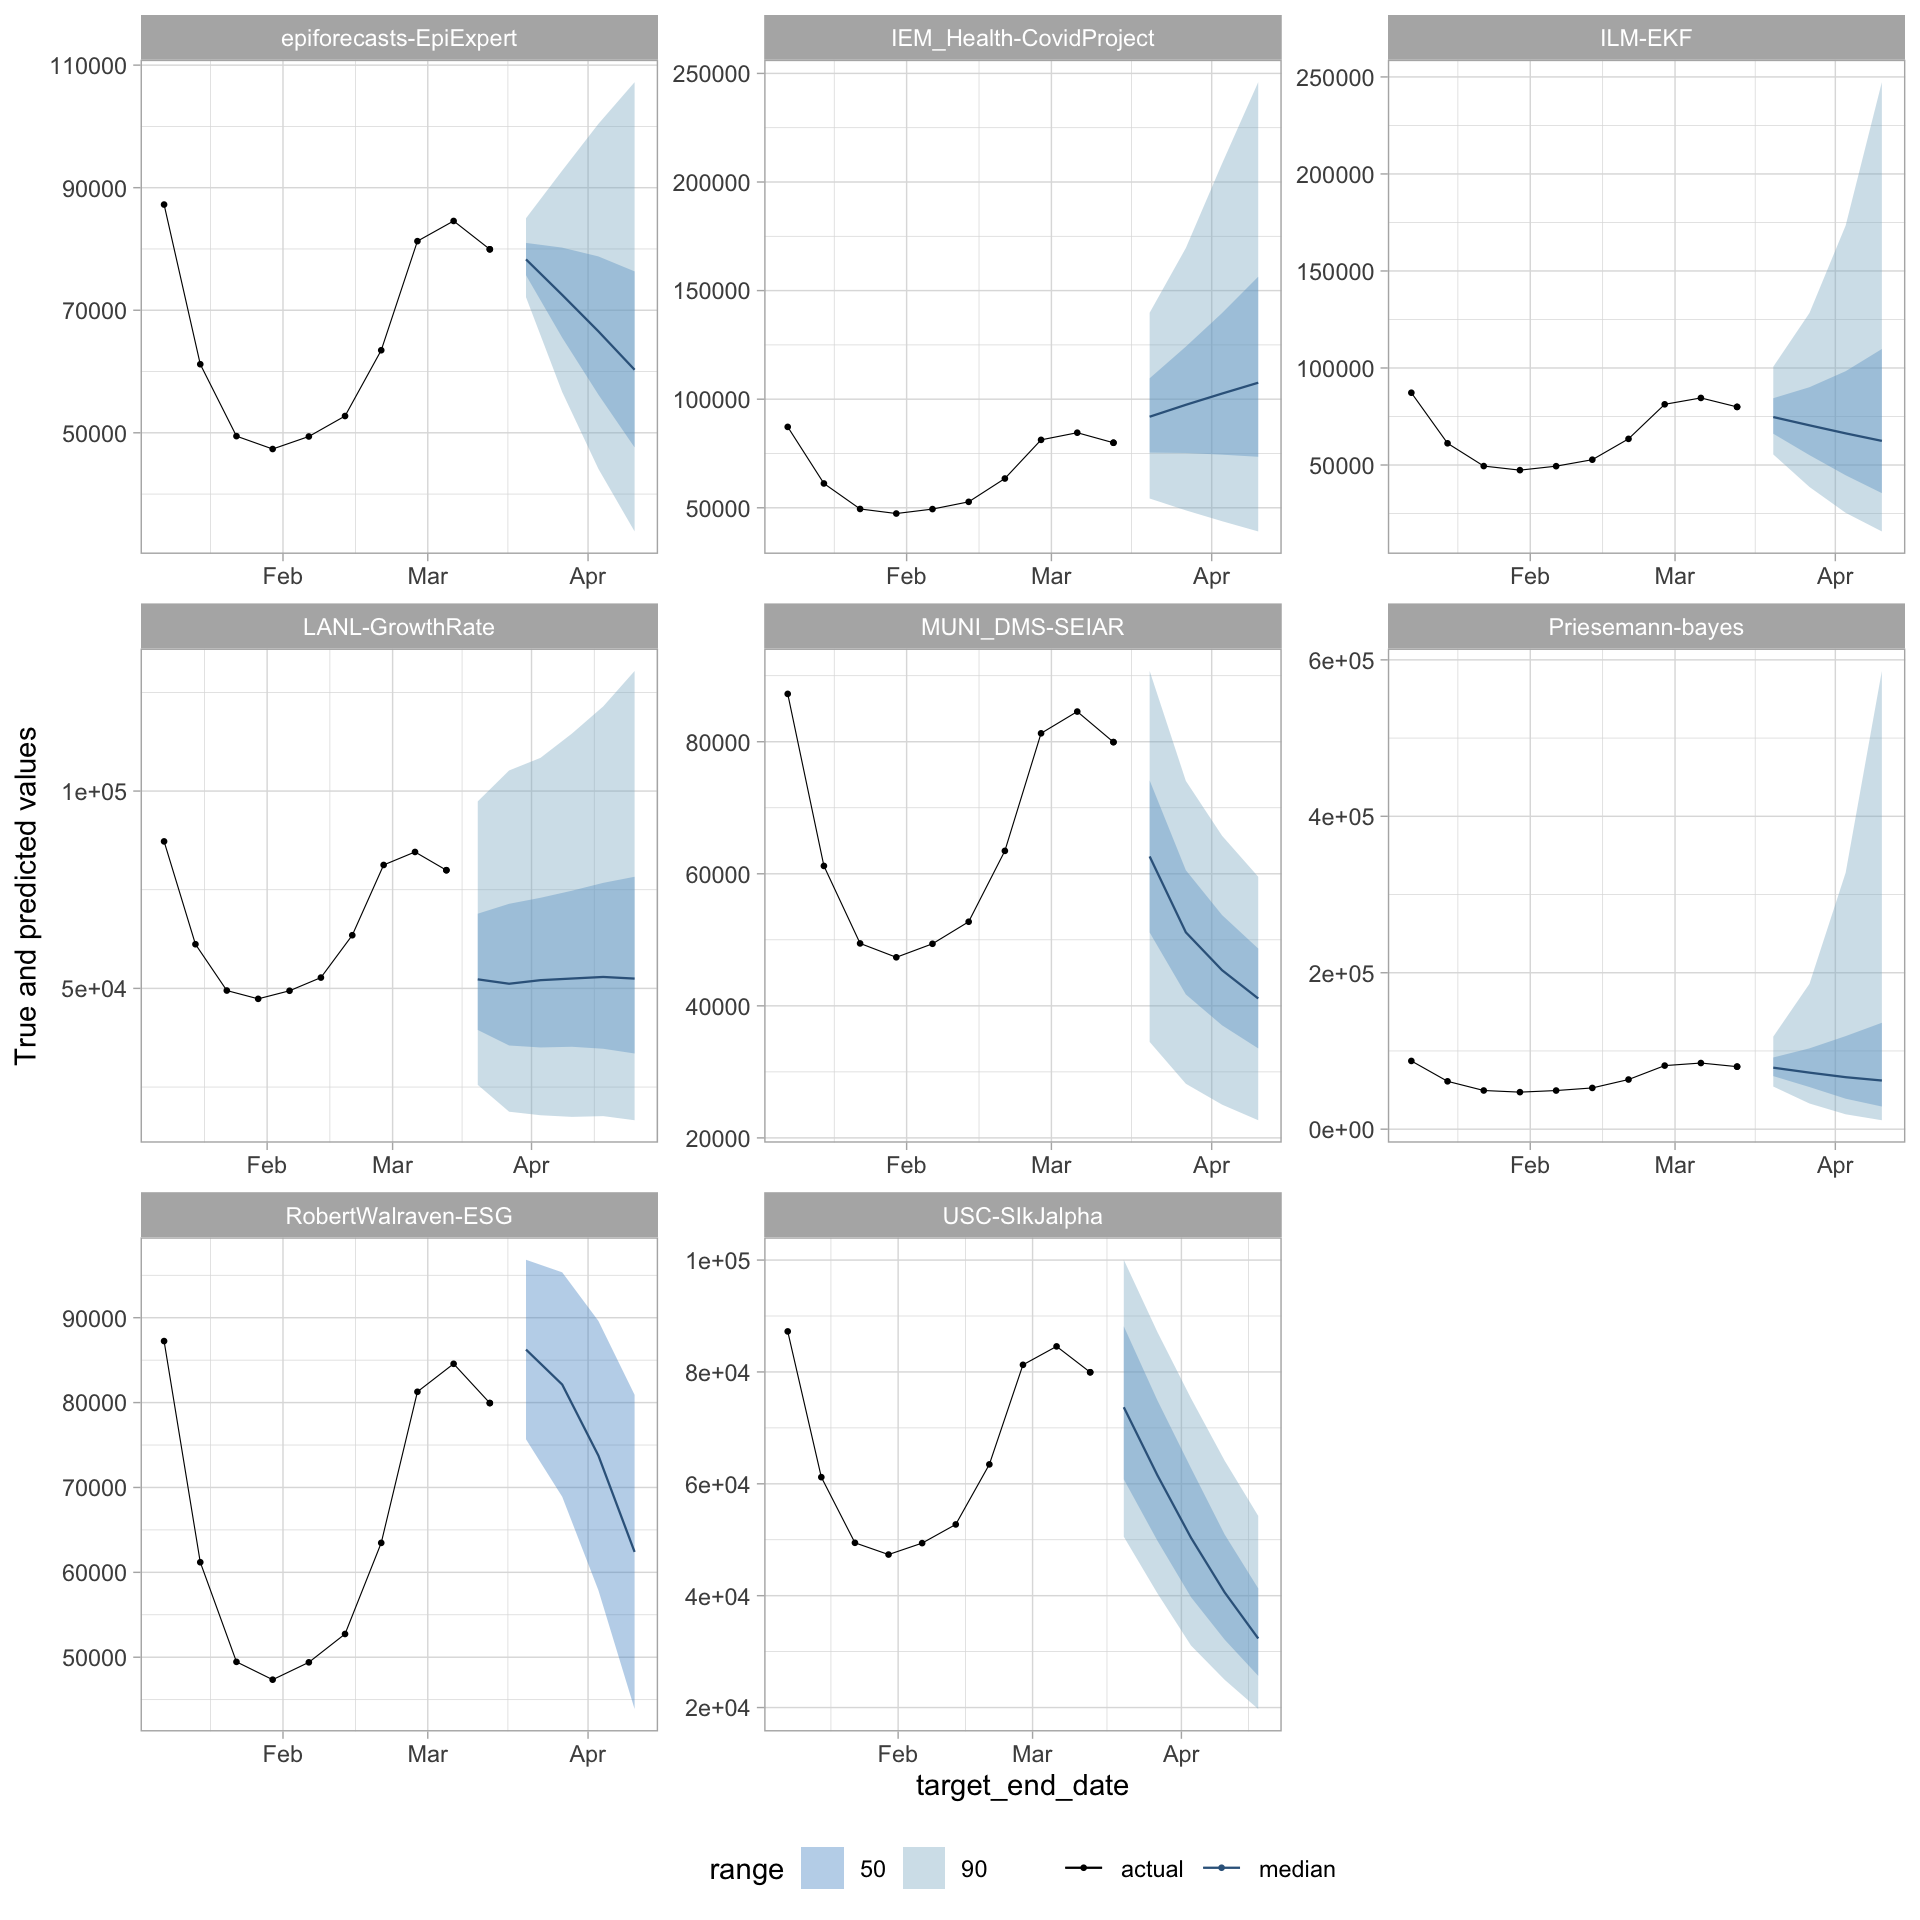 epiforecasts-EpiExpert
IEM_Health-CovidProject
ILM-EKF
110000
90000
70000
50000
250000
200000
150000
100000
50000
250000
200000
150000
100000
50000
Feb Mar Apr
Feb Mar Apr
Feb Mar Apr
LANL-GrowthRate
MUNI_DMS-SEIAR
Priesemann-bayes
True and predicted values
1e+05
5e+04
80000
60000
40000
20000
6e+05
4e+05
2e+05
0e+00
Feb Mar Apr
Feb Mar Apr
Feb Mar Apr
RobertWalraven-ESG
USC-SIkJalpha
90000
80000
70000
60000
50000
1e+05
8e+04
6e+04
4e+04
2e+04
Feb Mar Apr
Feb Mar Apr
target_end_date
range 50 90 actual median